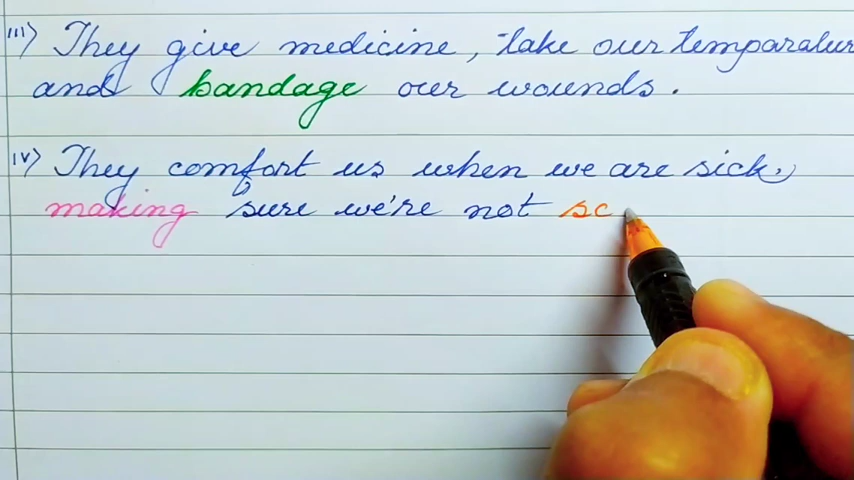 iii) They give medicine, take our temparatur
and bandage our wounds.
iv) They comfort us when we are sick,
making sure we're not sc